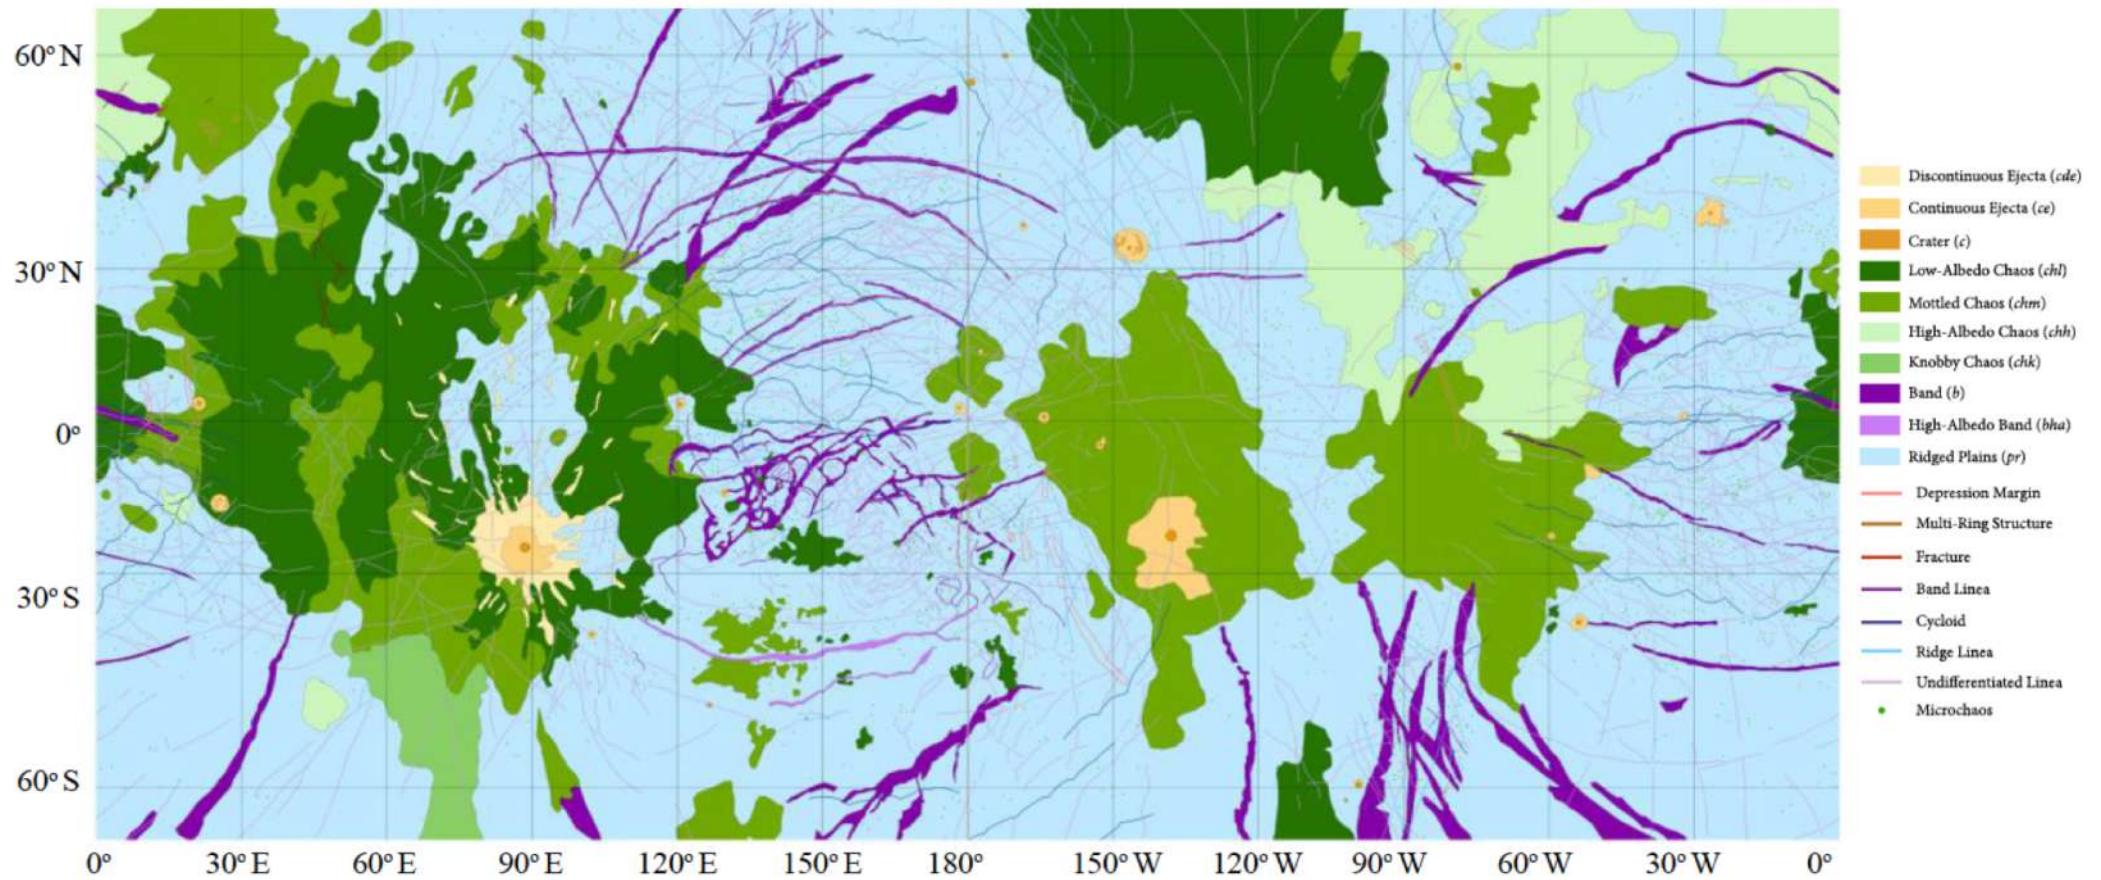 60°N
30°N
0°
30°S
60°S
0°
30°E
60°E
90°E
120°E
150°E
180°
150°W
120°W
90°W
60°W
30°W
0°
Discontinuous Ejecta (cde)
Continuous Ejecta (ce)
Crater (c)
Low-Albedo Chaos (chl)
Mottled Chaos (chm)
High-Albedo Chaos (chh)
Knobby Chaos (chk)
Band (b)
High-Albedo Band (bha)
Ridged Plains (pr)
Depression Margin
Multi-Ring Structure
Fracture
Band Linea
Cycloid
Ridge Linea
Undifferentiated Linea
Microchaos